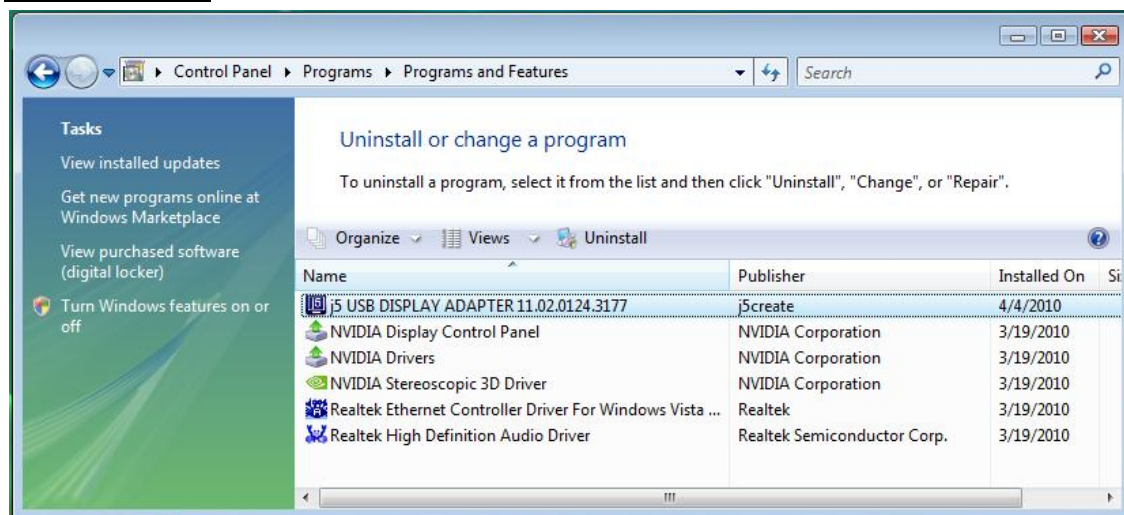 Control Panel Programs Programs and Features
Search
Tasks
View installed updates
Get new programs online at
Windows Marketplace
View purchased software
(digital locker)
Turn Windows features on or
off
Uninstall or change a program
To uninstall a program, select it from the list and then click "Uninstall", "Change", or "Repair".
Organize Views Uninstall
Name Publisher Installed On Si
j5 USB DISPLAY ADAPTER 11.02.0124.3177 j5create 4/4/2010
NVIDIA Display Control Panel NVIDIA Corporation 3/19/2010
NVIDIA Drivers NVIDIA Corporation 3/19/2010
NVIDIA Stereoscopic 3D Driver NVIDIA Corporation 3/19/2010
Realtek Ethernet Controller Driver For Windows Vista ... Realtek 3/19/2010
Realtek High Definition Audio Driver Realtek Semiconductor Corp. 3/19/2010